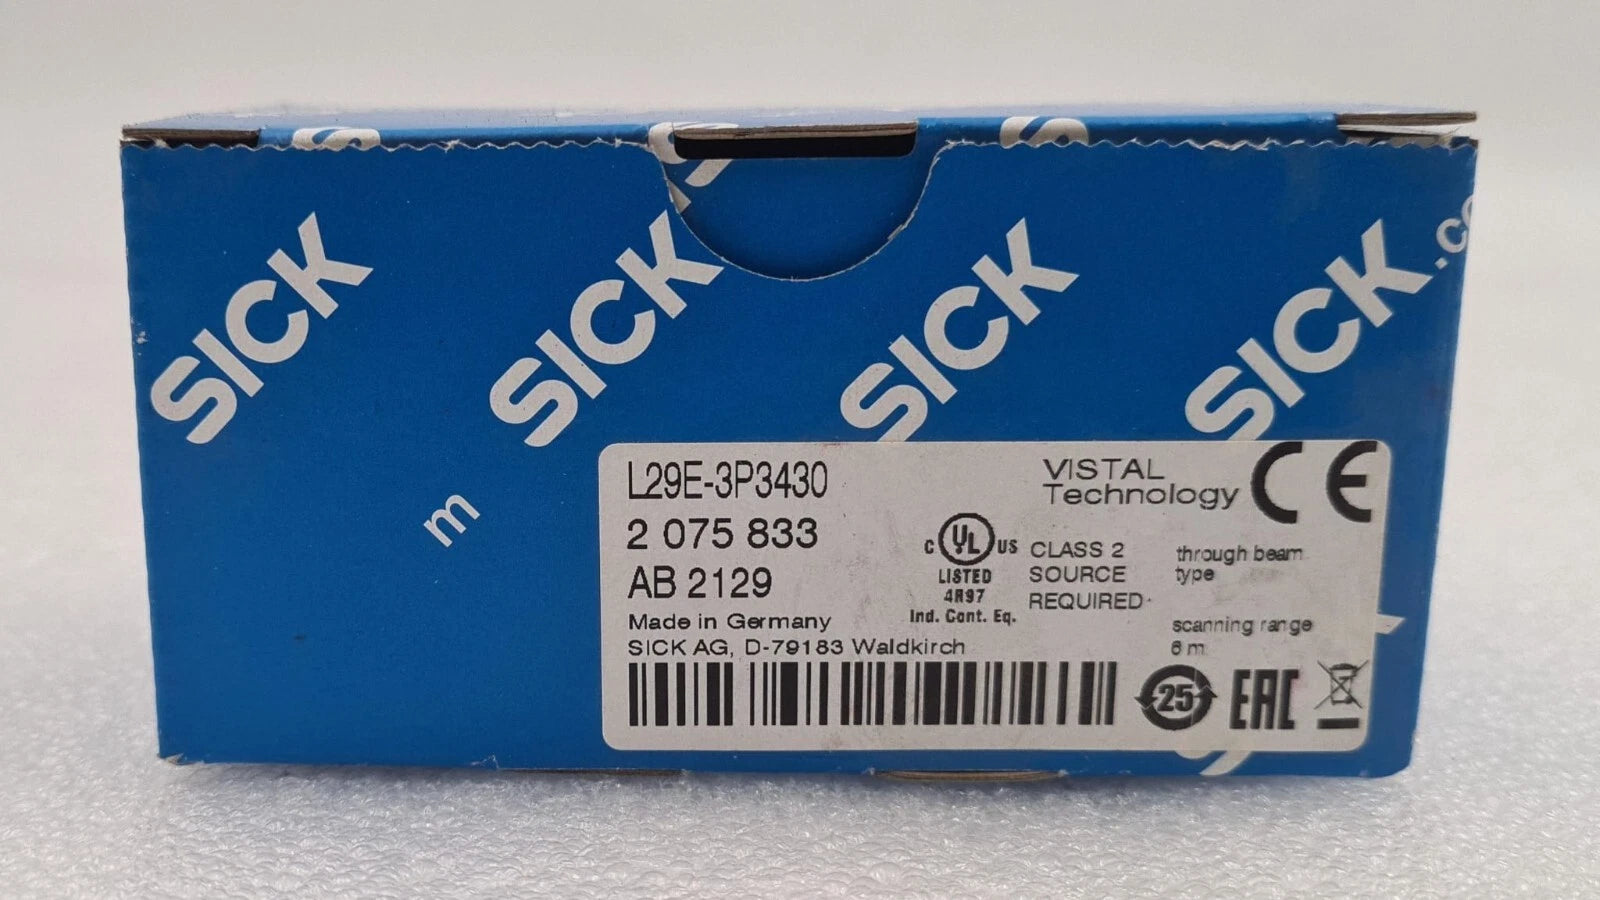 SICK
SICK
SICK
SICK.co
m
L29E-3P3430
2 075 833
AB 2129
Made in Germany
SICK AG, D-79183 Waldkirch
VISTAL
Technology
CE
C UL US
LISTED
4R97
Ind. Cont. Eq.
CLASS 2
SOURCE
REQUIRED
through beam
type
scanning range
6 m
25
EAC